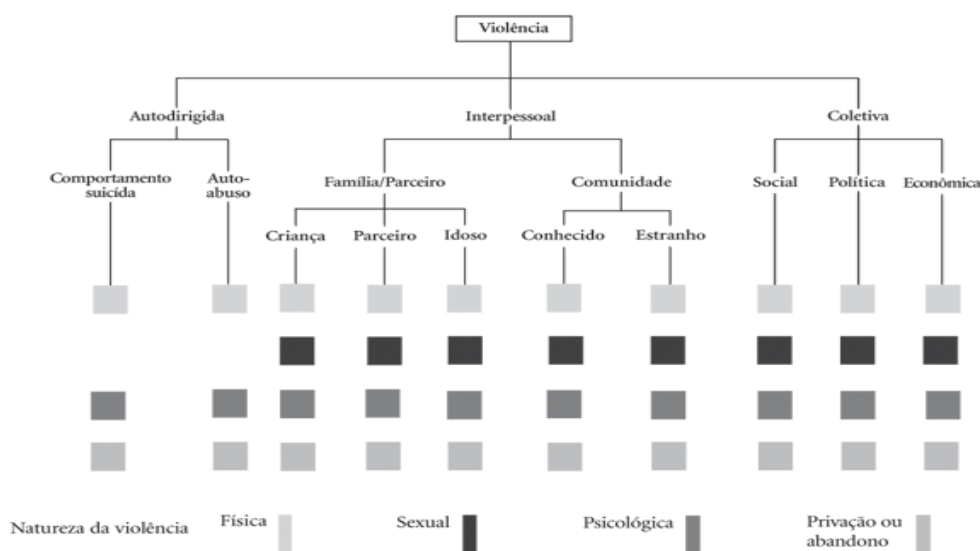 Violência
Autodirigida
Interpessoal
Coletiva
Comportamento
suicída
Auto-
abuso
Família/Parceiro
Comunidade
Social
Política
Econômica
Criança
Parceiro
Idoso
Conhecido
Estranho
Natureza da violência
Física
Sexual
Psicológica
Privação ou
abandono